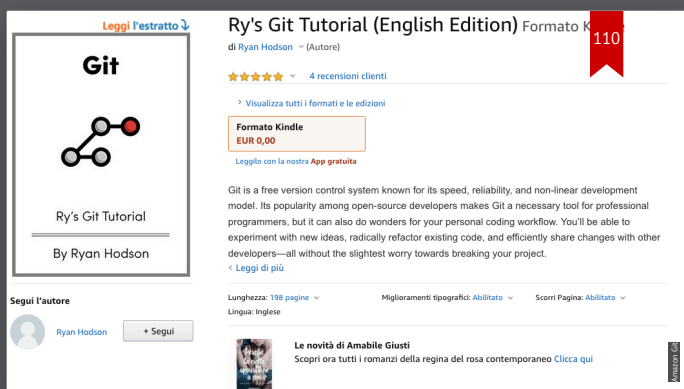 Leggi l'estratto
Git
Ry's Git Tutorial
By Ryan Hodson
Segui l'autore
Ryan Hodson
+ Segui
Ry's Git Tutorial (English Edition) Formato K
110
di Ryan Hodson (Autore)
4 recensioni clienti
Visualizza tutti i formati e le edizioni
Formato Kindle
EUR 0,00
Leggilo con la nostra App gratuita
Git is a free version control system known for its speed, reliability, and non-linear development
model. Its popularity among open-source developers makes Git a necessary tool for professional
programmers, but it can also do wonders for your personal coding workflow. You'll be able to
experiment with new ideas, radically refactor existing code, and efficiently share changes with other
developers—all without the slightest worry towards breaking your project.
Leggi di più
Lunghezza: 198 pagine Miglioramenti tipografici: Abilitato Scorri Pagina: Abilitato
Lingua: Inglese
Le novità di Amabile Giusti
Scopri ora tutti i romanzi della regina del rosa contemporaneo Clicca qui
Amazon Git